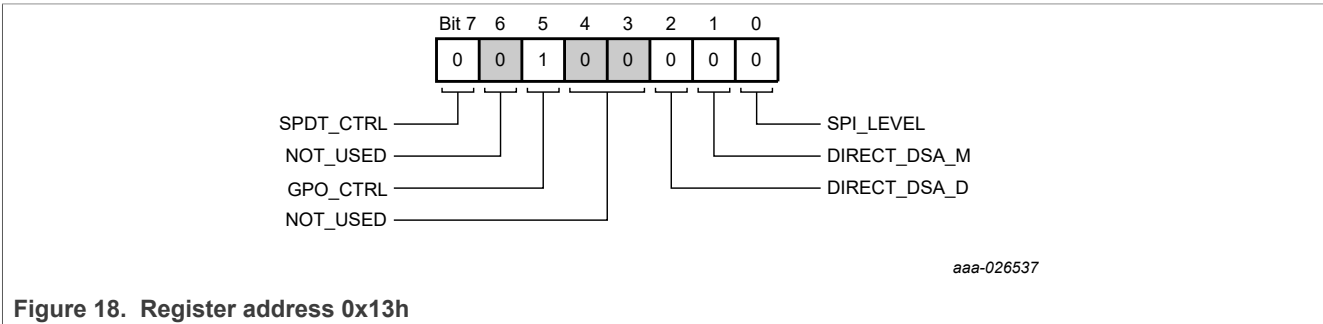 Bit 7 6 5 4 3 2 1 0
0 0 1 0 0 0 0 0
SPDT_CTRL SPI_LEVEL
NOT_USED DIRECT_DSA_M
GPO_CTRL DIRECT_DSA_D
NOT_USED
aaa-026537
Figure 18. Register address 0x13h